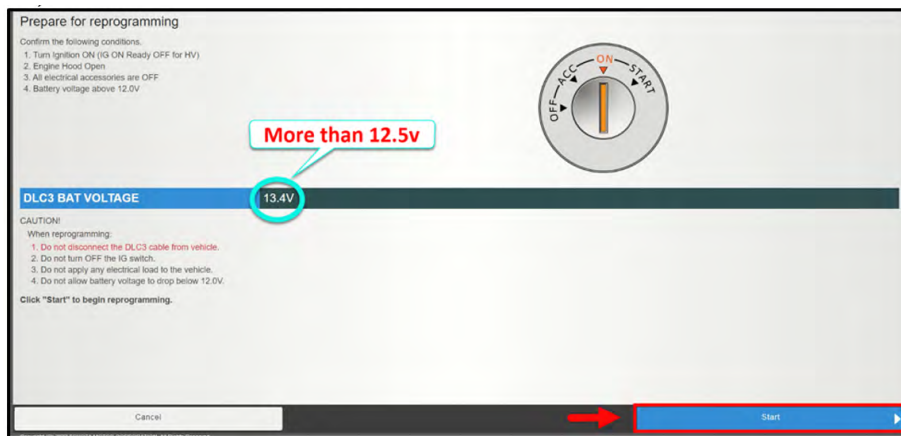 Prepare for reprogramming
Confirm the following conditions.
1. Turn Ignition ON (IG ON Ready OFF for HV)
2. Engine Hood Open
3. All electrical accessories are OFF
4. Battery voltage above 12.0V
OFF ACC ON START
More than 12.5v
DLC3 BAT VOLTAGE 13.4V
CAUTION!
When reprogramming:
1. Do not disconnect the DLC3 cable from vehicle.
2. Do not turn OFF the IG switch.
3. Do not apply any electrical load to the vehicle.
4. Do not allow battery voltage to drop below 12.0V.
Click "Start" to begin reprogramming.
Cancel Start